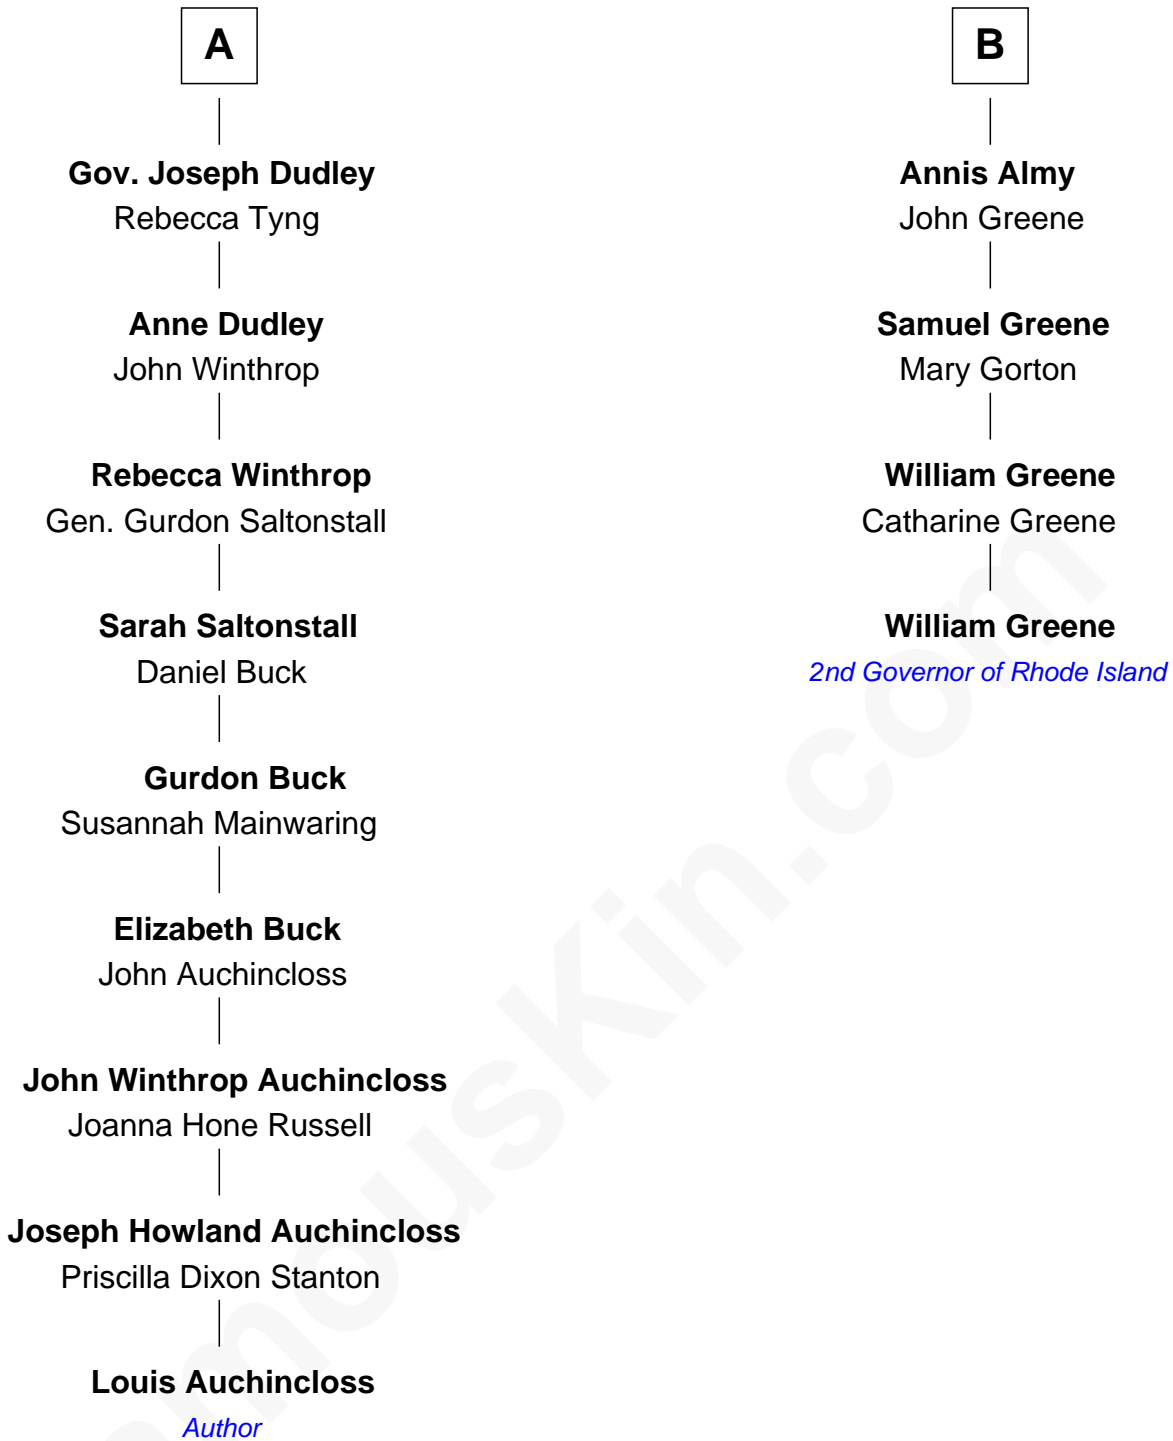 A
Gov. Joseph Dudley
Rebecca Tyng
Anne Dudley
John Winthrop
Rebecca Winthrop
Gen. Gurdon Saltonstall
Sarah Saltonstall
Daniel Buck
Gurdon Buck
Susannah Mainwaring
Elizabeth Buck
John Auchincloss
John Winthrop Auchincloss
Joanna Hone Russell
Joseph Howland Auchincloss
Priscilla Dixon Stanton
Louis Auchincloss
Author
B
Annis Almy
John Greene
Samuel Greene
Mary Gorton
William Greene
Catharine Greene
William Greene
2nd Governor of Rhode Island
amousKin.com